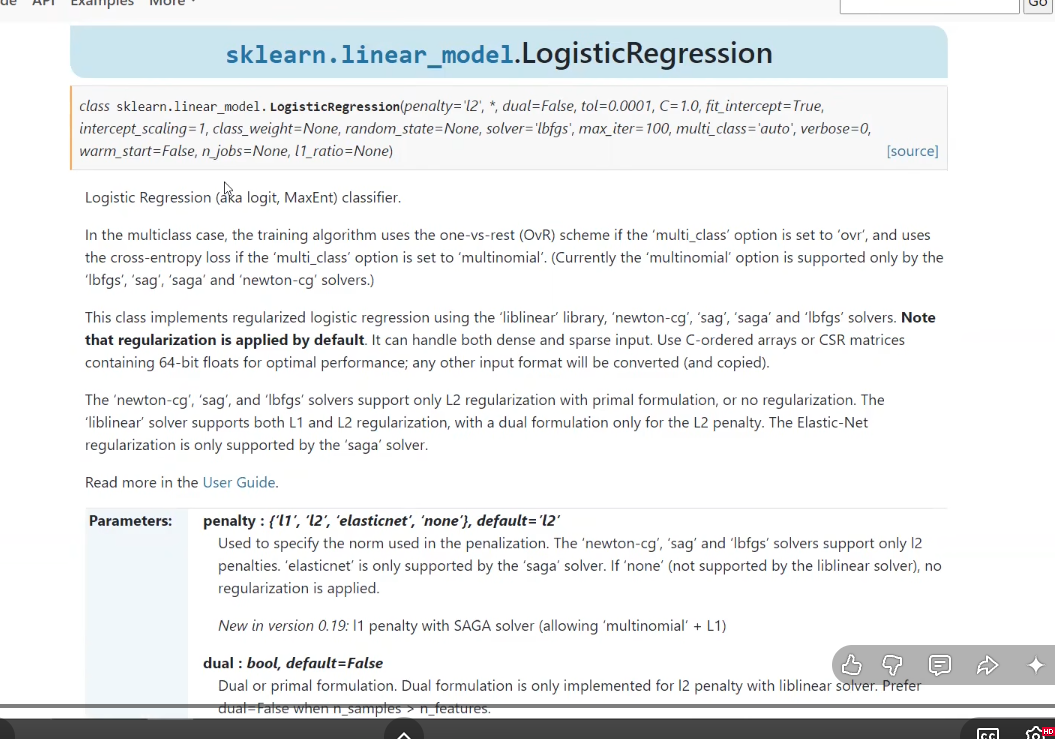 de API Examples More
Go
sklearn.linear_model.LogisticRegression
class sklearn.linear_model.LogisticRegression(penalty='l2', *, dual=False, tol=0.0001, C=1.0, fit_intercept=True,
intercept_scaling=1, class_weight=None, random_state=None, solver='lbfgs', max_iter=100, multi_class='auto', verbose=0,
warm_start=False, n_jobs=None, l1_ratio=None)
[source]
Logistic Regression (aka logit, MaxEnt) classifier.
In the multiclass case, the training algorithm uses the one-vs-rest (OvR) scheme if the ‘multi_class’ option is set to ‘ovr’, and uses
the cross-entropy loss if the ‘multi_class’ option is set to ‘multinomial’. (Currently the ‘multinomial’ option is supported only by the
‘lbfgs’, ‘sag’, ‘saga’ and ‘newton-cg’ solvers.)
This class implements regularized logistic regression using the ‘liblinear’ library, ‘newton-cg’, ‘sag’, ‘saga’ and ‘lbfgs’ solvers. Note
that regularization is applied by default. It can handle both dense and sparse input. Use C-ordered arrays or CSR matrices
containing 64-bit floats for optimal performance; any other input format will be converted (and copied).
The ‘newton-cg’, ‘sag’, and ‘lbfgs’ solvers support only L2 regularization with primal formulation, or no regularization. The
‘liblinear’ solver supports both L1 and L2 regularization, with a dual formulation only for the L2 penalty. The Elastic-Net
regularization is only supported by the ‘saga’ solver.
Read more in the User Guide.
Parameters:
penalty : {‘l1’, ‘l2’, ‘elasticnet’, ‘none’}, default=’l2’
Used to specify the norm used in the penalization. The ‘newton-cg’, ‘sag’ and ‘lbfgs’ solvers support only l2
penalties. ‘elasticnet’ is only supported by the ‘saga’ solver. If ‘none’ (not supported by the liblinear solver), no
regularization is applied.
New in version 0.19: l1 penalty with SAGA solver (allowing ‘multinomial’ + L1)
dual : bool, default=False
Dual or primal formulation. Dual formulation is only implemented for l2 penalty with liblinear solver. Prefer
dual=False when n_samples > n_features.
CC
HD